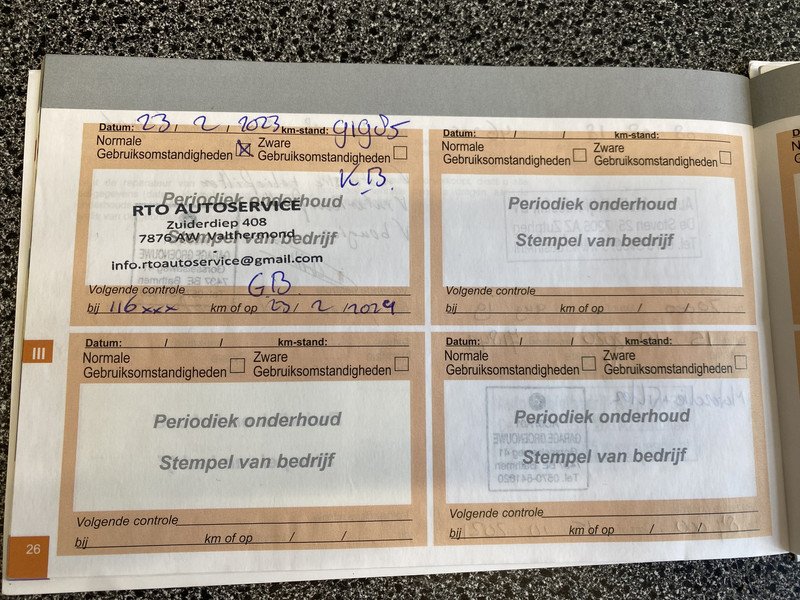 Datum: 23 / 2 / 2023 km-stand: 91985
Normale Gebruiksomstandigheden Zware Gebruiksomstandigheden
K.B.
Periodiek onderhoud
RTO AUTOSERVICE
Zuiderdiep 408
Stempel van bedrijf
7876 AW Valthermond
info.rtoautoservice@gmail.com
Volgende controle GB
bij 116xxx km of op 23 / 2 / 2024
Datum: / / km-stand:
Normale Gebruiksomstandigheden Zware Gebruiksomstandigheden
Periodiek onderhoud
Stempel van bedrijf
Volgende controle
bij km of op / /
III
Datum: / / km-stand:
Normale Gebruiksomstandigheden Zware Gebruiksomstandigheden
Periodiek onderhoud
Stempel van bedrijf
Volgende controle
bij km of op / /
Datum: / / km-stand:
Normale Gebruiksomstandigheden Zware Gebruiksomstandigheden
Periodiek onderhoud
Stempel van bedrijf
Volgende controle
bij km of op / /
26